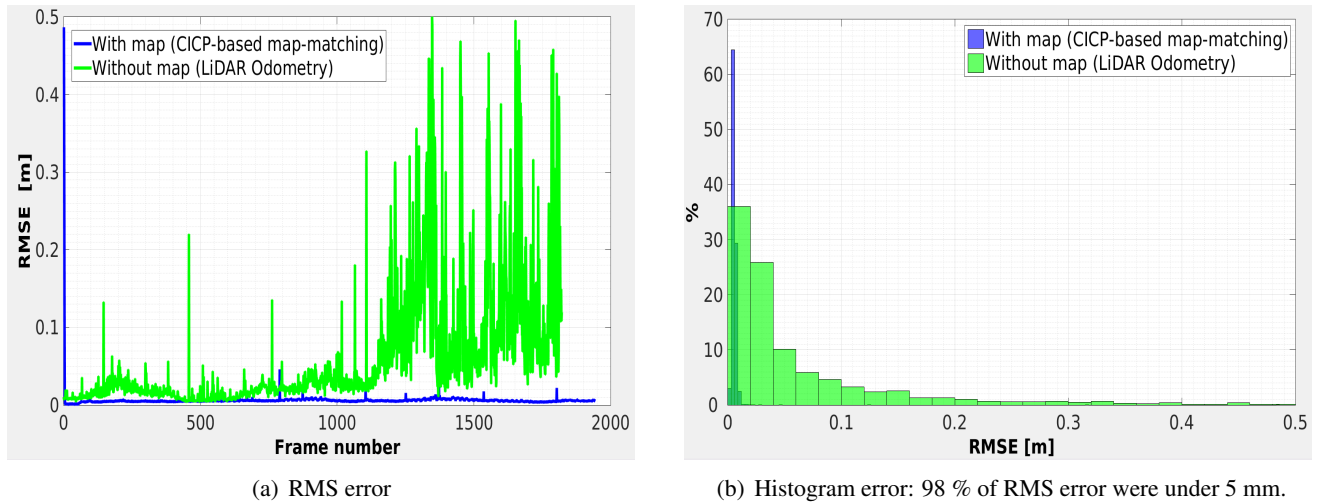 With map (CICP-based map-matching)
Without map (LiDAR Odometry)
RMSE [m]
0.5
0.4
0.3
0.2
0.1
0
0
500
1000
1500
2000
Frame number
(a) RMS error
With map (CICP-based map-matching)
Without map (LiDAR Odometry)
%
70
60
50
40
30
20
10
0
0
0.1
0.2
0.3
0.4
0.5
RMSE [m]
(b) Histogram error: 98 % of RMS error were under 5 mm.